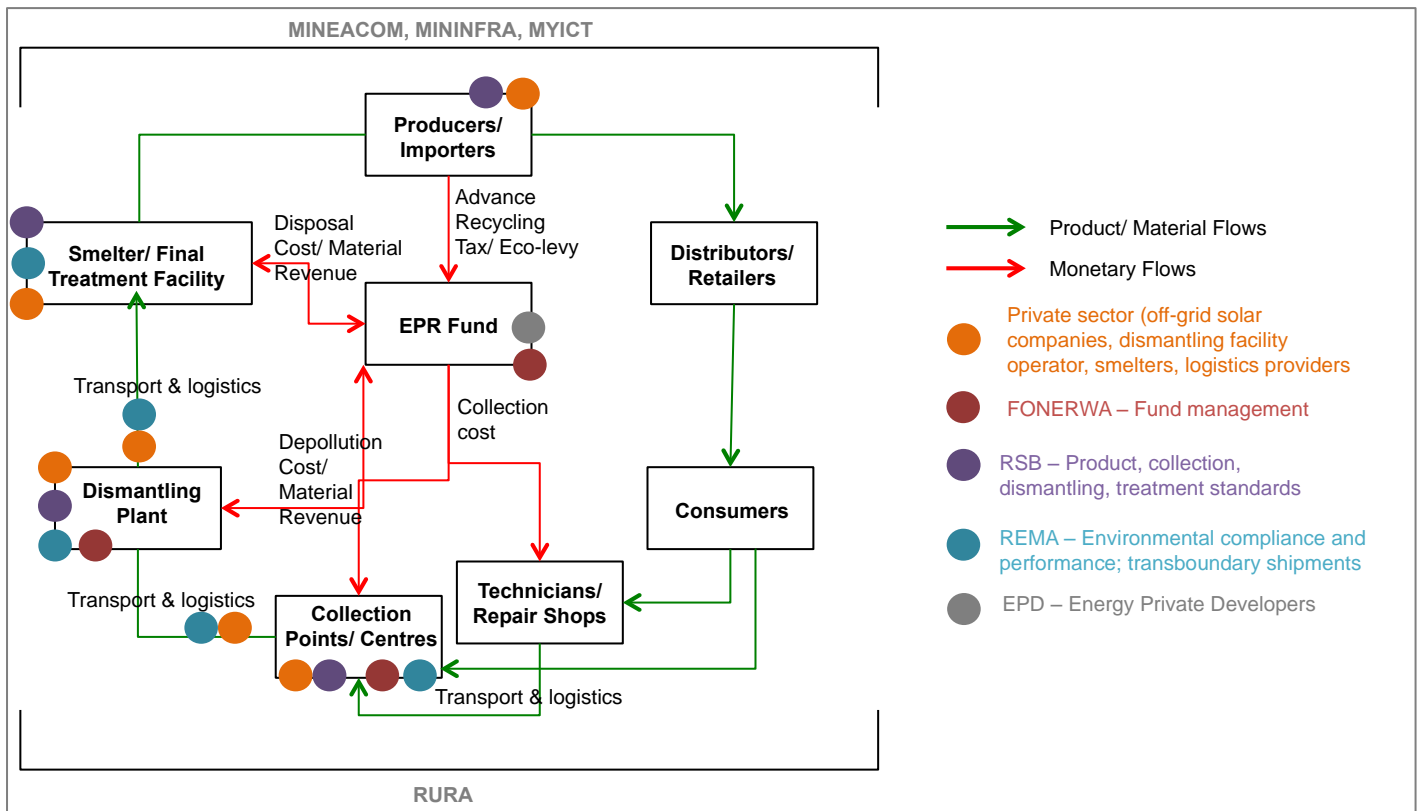 MINEACOM, MININFRA, MYICT
Producers/
Importers
Advance
Recycling
Tax/ Eco-levy
Disposal
Cost/ Material
Revenue
Smelter/ Final
Treatment Facility
Distributors/
Retailers
EPR Fund
Transport & logistics
Collection
cost
Depollution
Cost/
Material
Revenue
Dismantling
Plant
Consumers
Technicians/
Repair Shops
Transport & logistics
Collection
Points/ Centres
Transport & logistics
RURA
Product/ Material Flows
Monetary Flows
Private sector (off-grid solar
companies, dismantling facility
operator, smelters, logistics providers
FONERWA – Fund management
RSB – Product, collection,
dismantling, treatment standards
REMA – Environmental compliance and
performance; transboundary shipments
EPD – Energy Private Developers